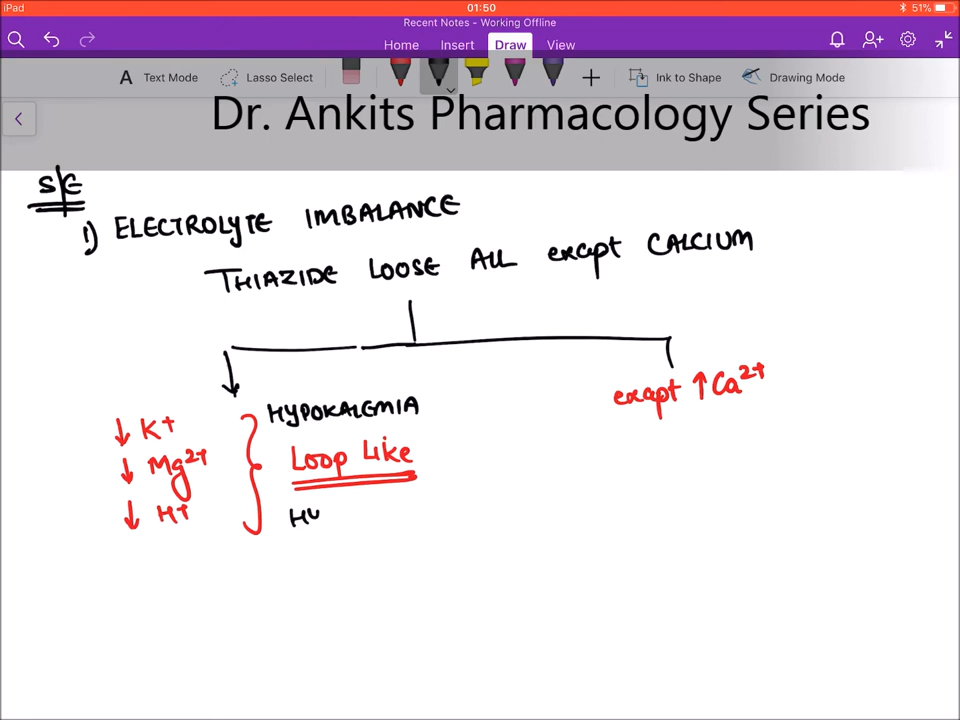 iPad 01:50 51%
Recent Notes - Working Offline
Home Insert Draw View
A Text Mode Lasso Select Ink to Shape Drawing Mode
Dr. Ankits Pharmacology Series
S/E
1) ELECTROLYTE IMBALANCE
THIAZIDE LOOSE ALL except CALCIUM
except ↑ Ca2+
HYPOKALEMIA
↓ K+
Loop Like
↓ Mg2+
↓ H+
HY